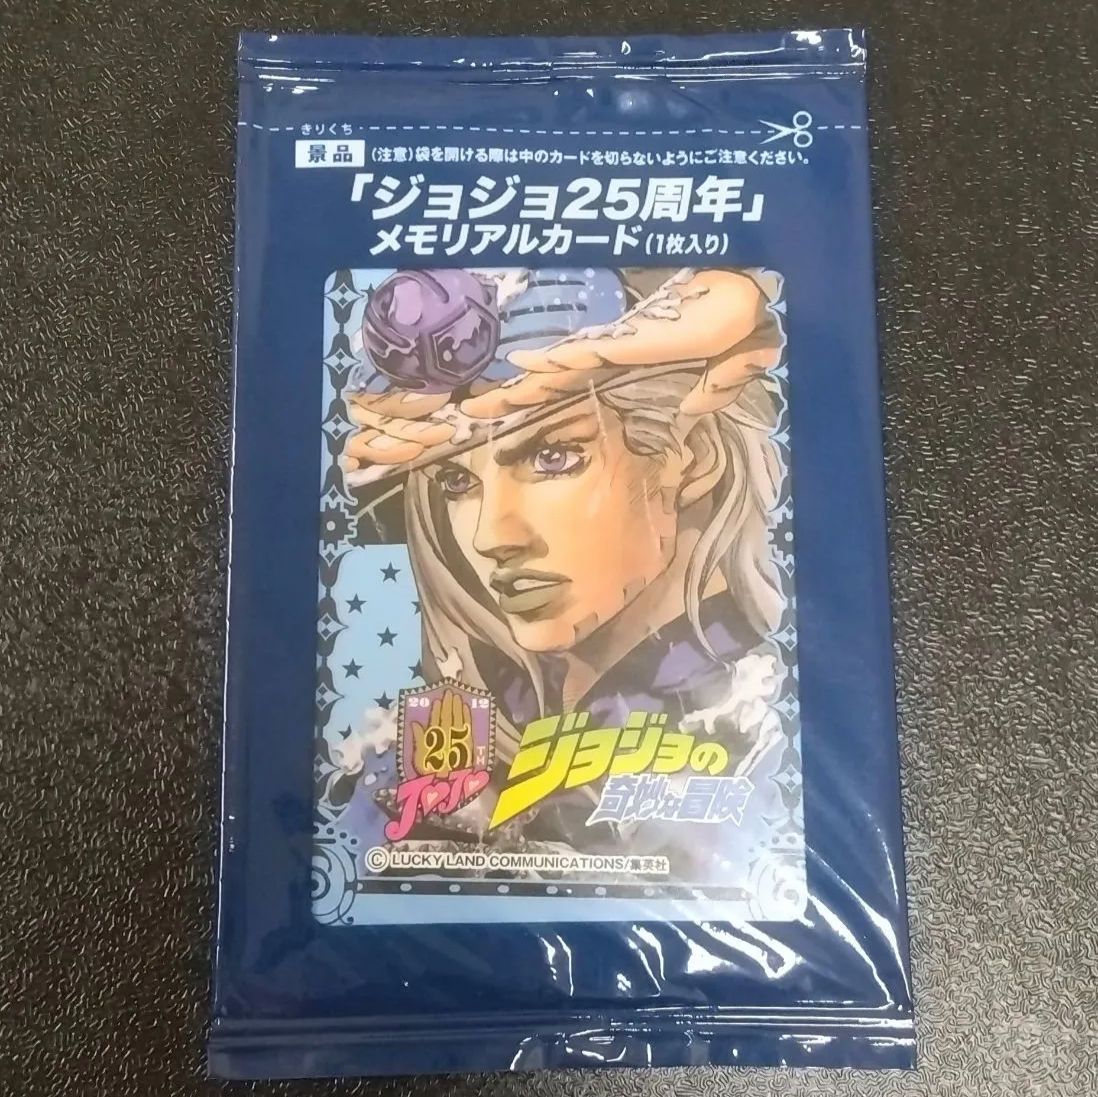 きりくち
景品 (注意)袋を開ける際は中のカードを切らないようにご注意ください。
「ジョジョ25周年」
メモリアルカード(1枚入り)
20 12
25
TM
JOJO
ジョジョの
奇妙な冒険
© LUCKY LAND COMMUNICATIONS/集英社